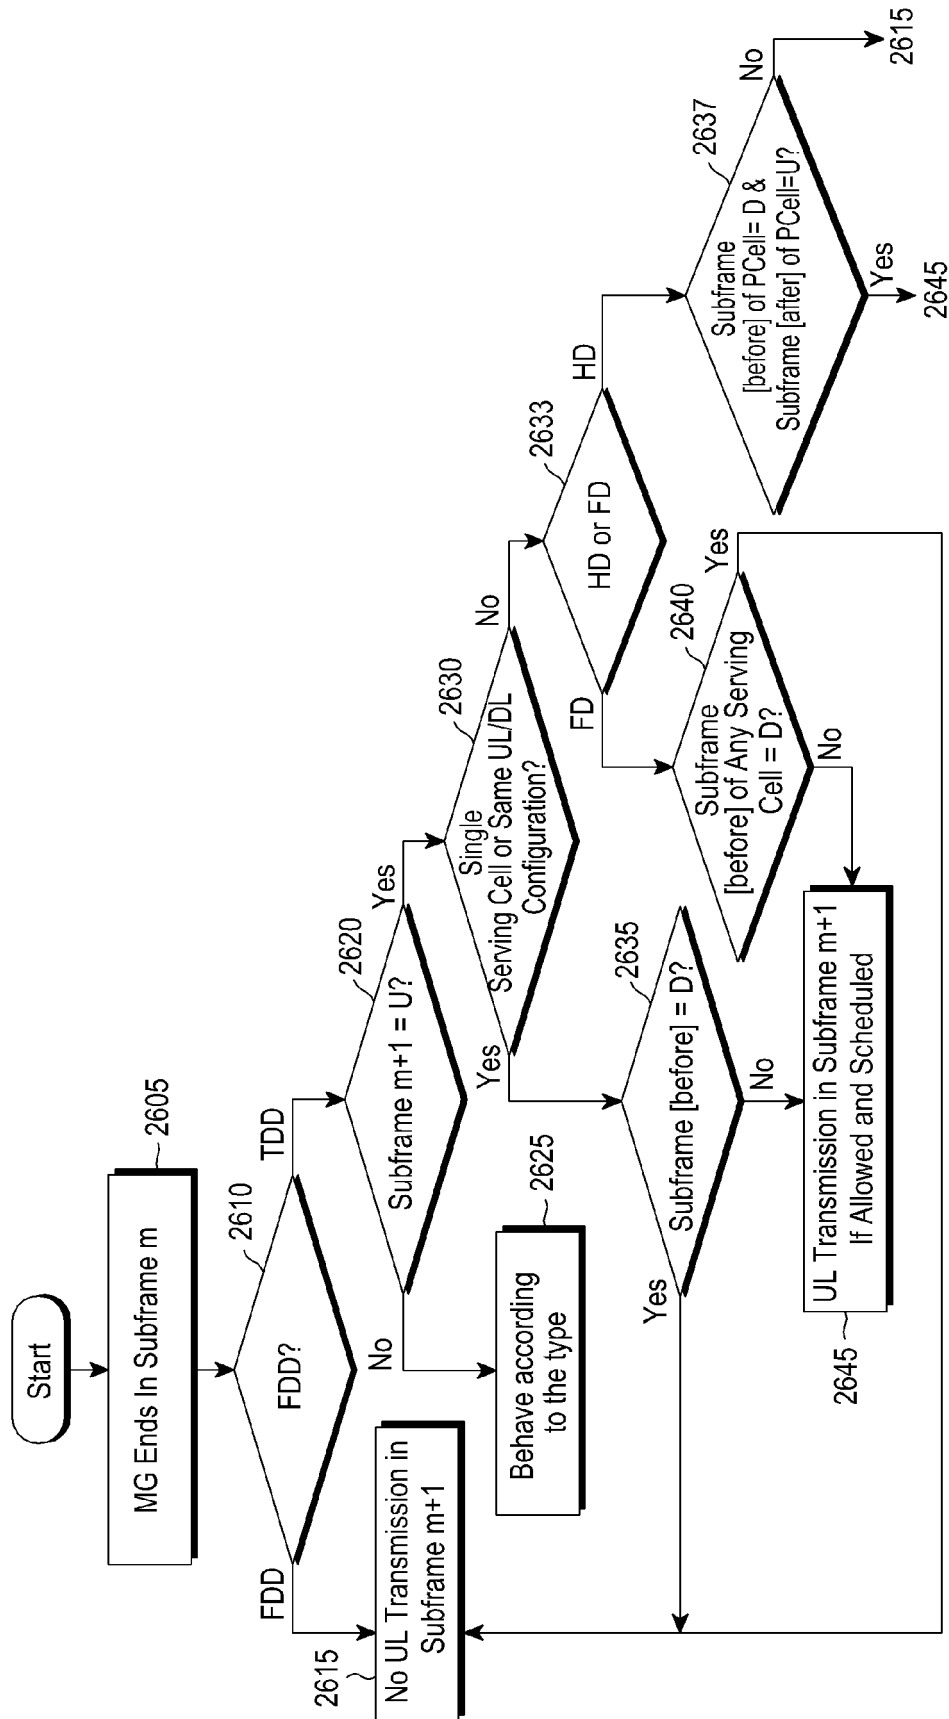 Start
MG Ends In Subframe m
2605
FDD?
2610
FDD
TDD
2615
No UL Transmission in
Subframe m+1
Subframe m+1 = U?
2620
No
Yes
Behave according
to the type
2625
Single
Serving Cell or Same UL/DL
Configuration?
2630
Yes
No
HD or FD
2633
FD
HD
Subframe [before] = D?
2635
Yes
No
Subframe
[before] of Any Serving
Cell = D?
2640
Yes
No
Subframe
[before] of PCell= D &
Subframe [after] of PCell=U?
2637
No
2615
Yes
2645
UL Transmission in Subframe m+1
If Allowed and Scheduled
2645